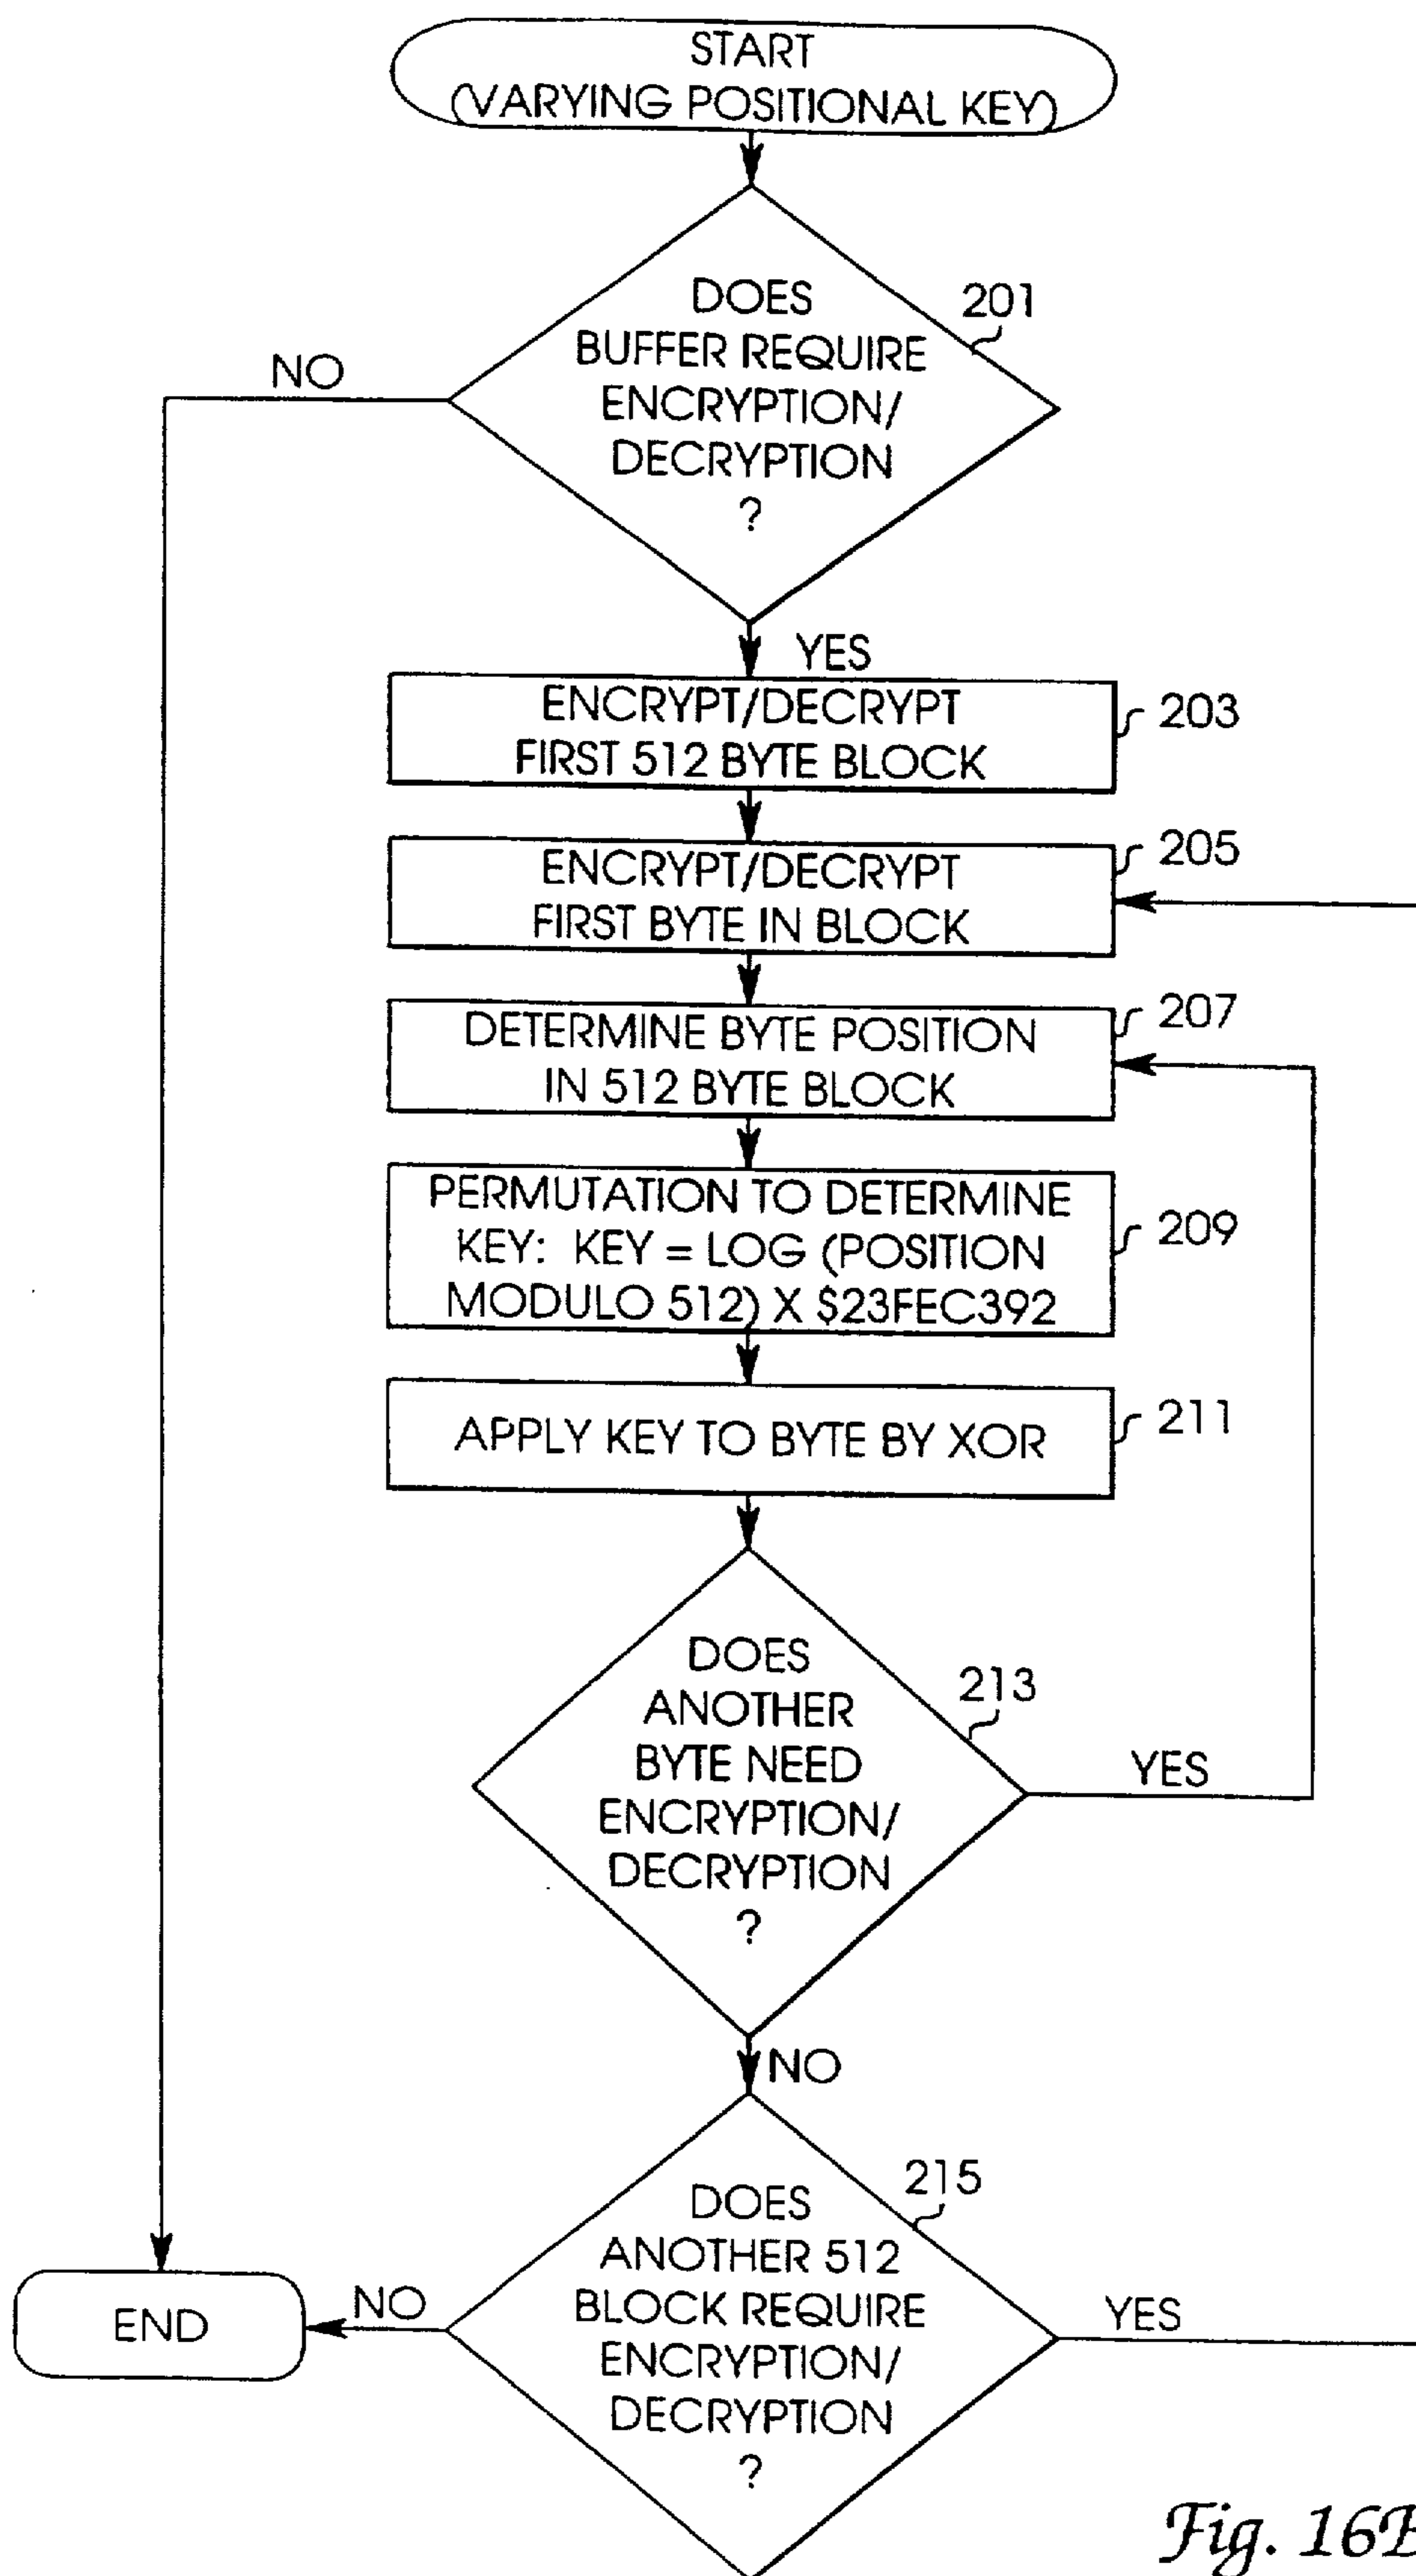 START
(VARYING POSITIONAL KEY)
DOES
BUFFER REQUIRE
ENCRYPTION/
DECRYPTION
?
201
NO
YES
ENCRYPT/DECRYPT
FIRST 512 BYTE BLOCK
203
ENCRYPT/DECRYPT
FIRST BYTE IN BLOCK
205
DETERMINE BYTE POSITION
IN 512 BYTE BLOCK
207
PERMUTATION TO DETERMINE
KEY: KEY = LOG (POSITION
MODULO 512) X $23FEC392
209
APPLY KEY TO BYTE BY XOR
211
DOES
ANOTHER
BYTE NEED
ENCRYPTION/
DECRYPTION
?
213
YES
NO
DOES
ANOTHER 512
BLOCK REQUIRE
ENCRYPTION/
DECRYPTION
?
215
YES
NO
END
Fig. 16B